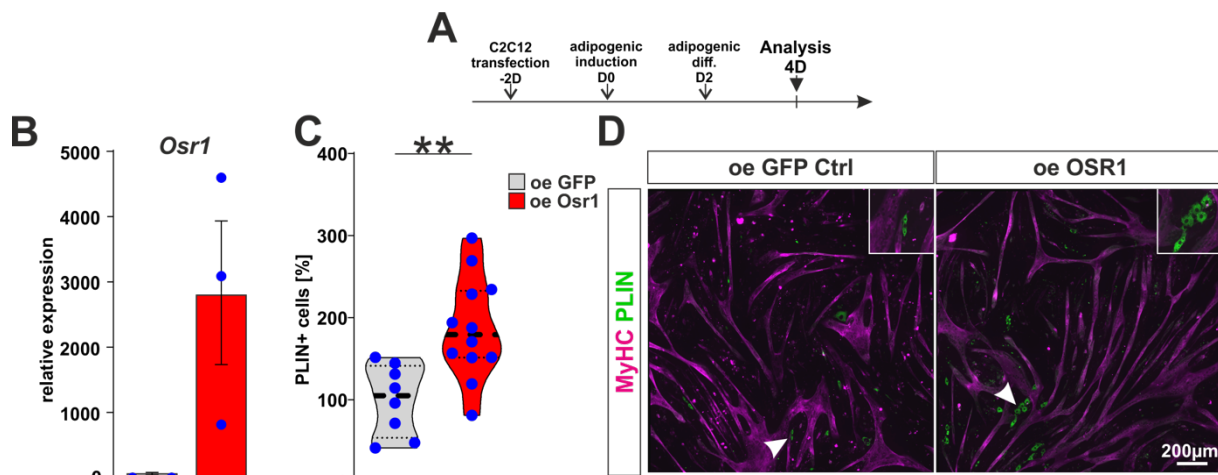 A
C2C12
transfection
-2D
adipogenic
induction
D0
adipogenic
diff.
D2
Analysis
4D
B
Osr1
relative expression
5000
4000
3000
2000
1000
0
C
**
PLIN+ cells [%]
400
300
200
100
oe GFP
oe Osr1
D
oe GFP Ctrl
oe OSR1
MyHC PLIN
200µm